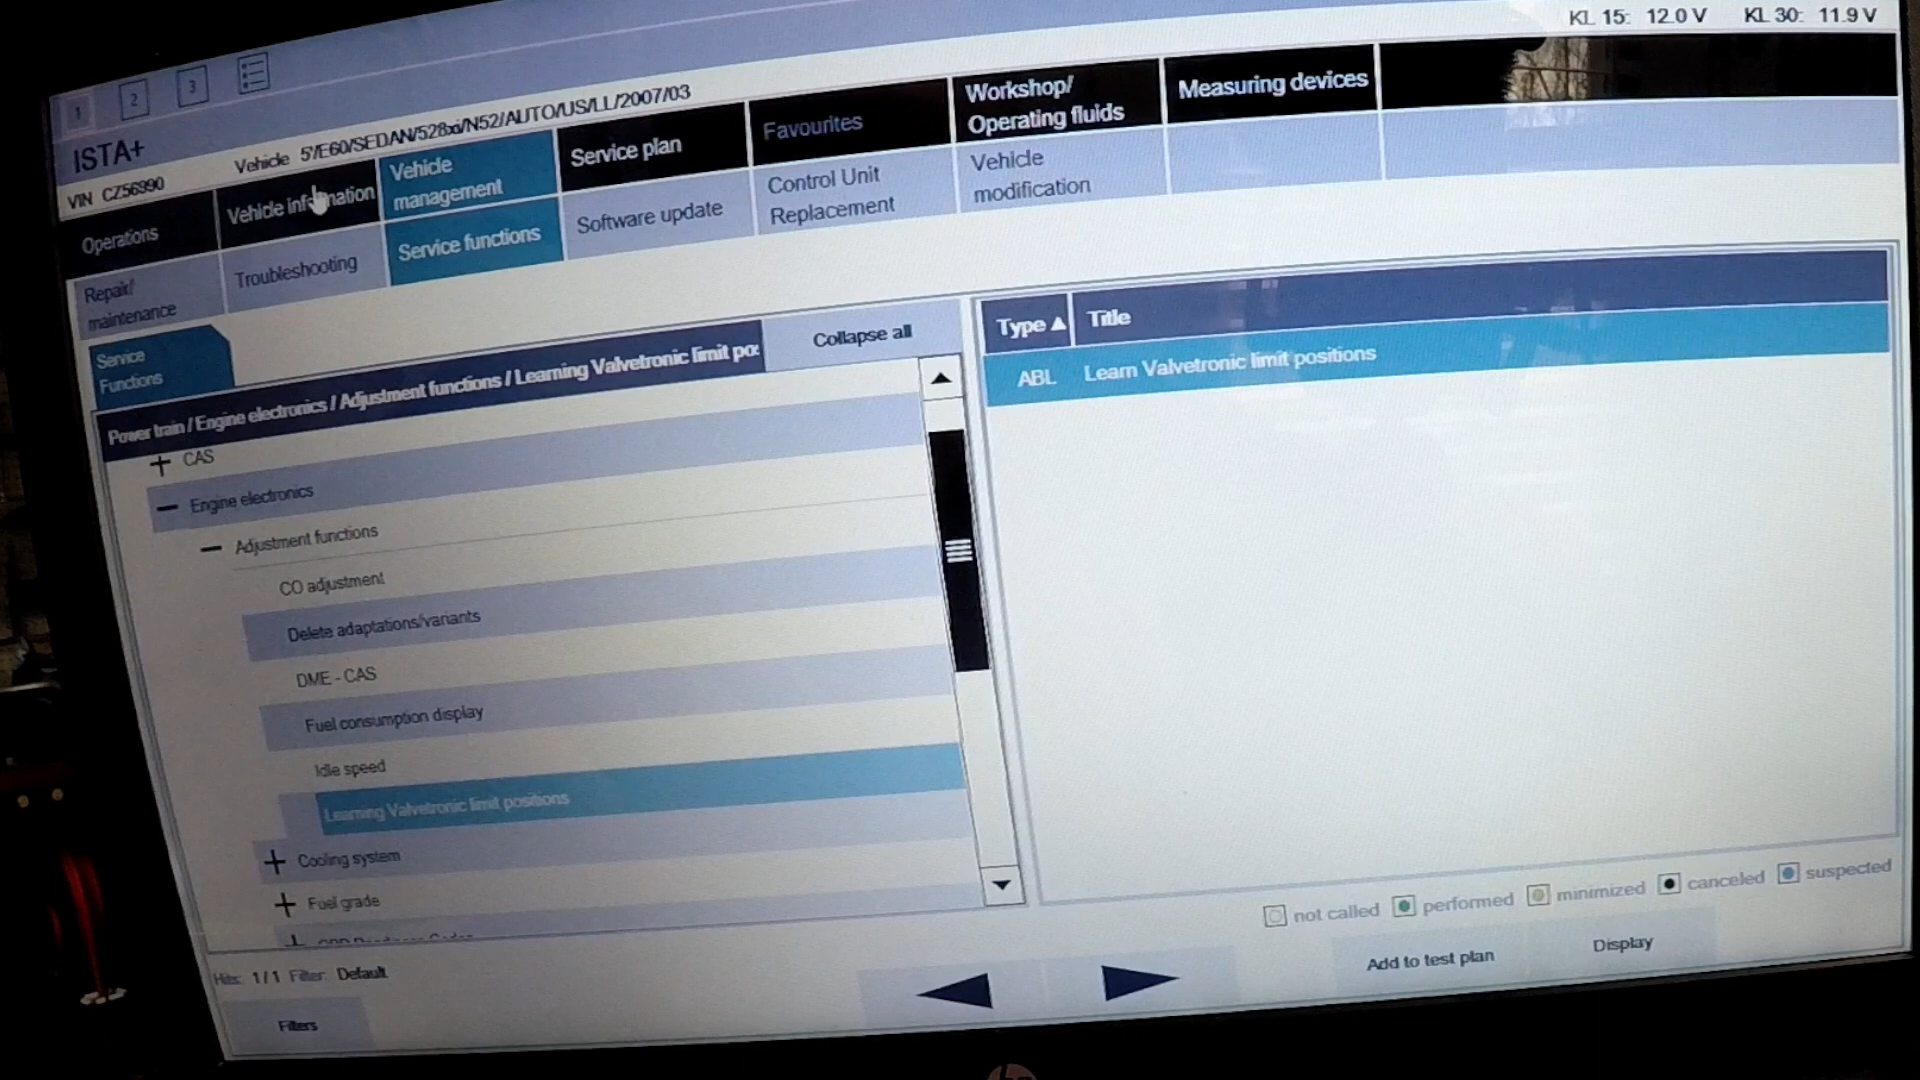 KL 15: 12.0 V KL 30: 11.9 V
1 2 3
ISTA+
VIN CZ56990 Vehicle 5'/E60/SEDAN/528xi/N52/AUTO/US/LL/2007/03
Operations
Vehicle information
Vehicle
management
Service plan
Favourites
Workshop/
Operating fluids
Measuring devices
Repair/
maintenance
Troubleshooting
Service functions
Software update
Control Unit
Replacement
Vehicle
modification
Service
Functions
Power train / Engine electronics / Adjustment functions / Learning Valvetronic limit pos
Collapse all
CAS
Engine electronics
Adjustment functions
CO adjustment
Delete adaptations/variants
DME - CAS
Fuel consumption display
Idle speed
Learning Valvetronic limit positions
Cooling system
Fuel grade
Type Title
ABL Learn Valvetronic limit positions
not called performed minimized canceled suspected
Hits: 1/1 Filter: Default
Add to test plan
Display
Filters
hp